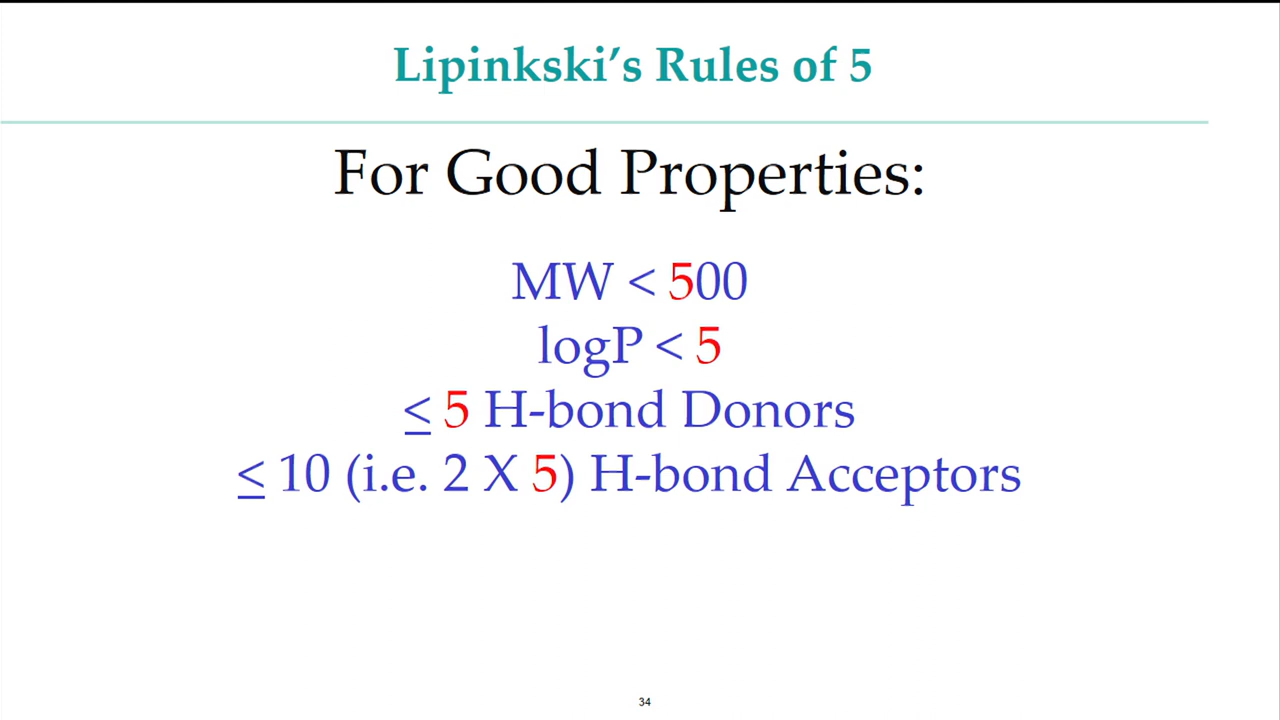 Lipinkski’s Rules of 5
For Good Properties:
MW < 500
logP < 5
≤ 5 H-bond Donors
≤ 10 (i.e. 2 X 5) H-bond Acceptors
34